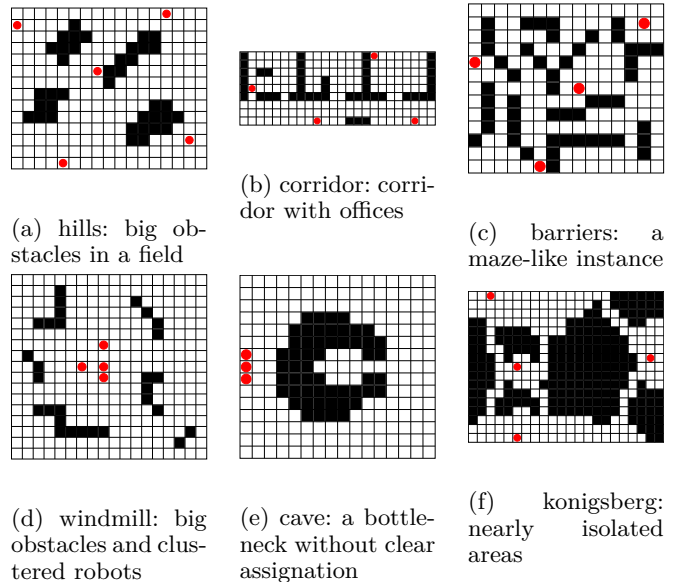 (a) hills: big ob-
stacles in a field
(b) corridor: corri-
dor with offices
(c) barriers: a
maze-like instance
(d) windmill: big
obstacles and clus-
tered robots
(e) cave: a bottle-
neck without clear
assignation
(f) konigsberg:
nearly isolated
areas